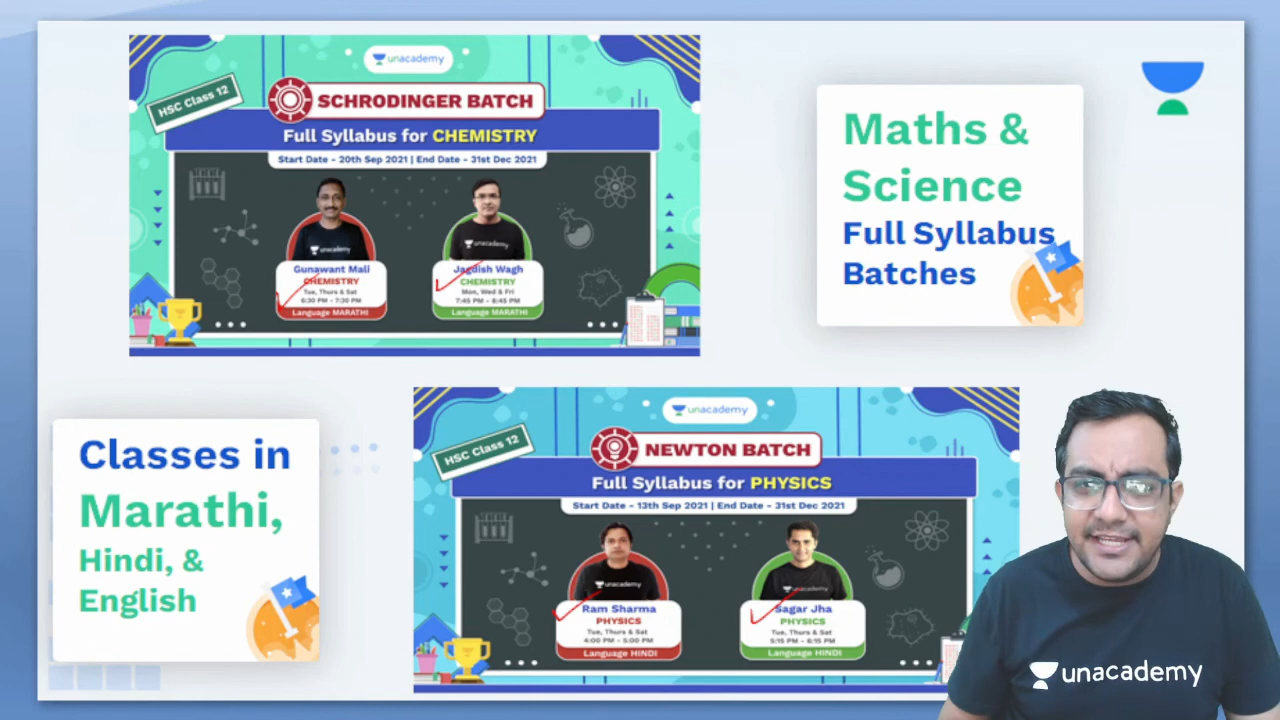 unacademy
HSC Class 12
SCHRODINGER BATCH
Full Syllabus for CHEMISTRY
Start Date - 20th Sep 2021 | End Date - 31st Dec 2021
unacademy
unacademy
Gunawant Mali
CHEMISTRY
Tue, Thurs & Sat
6:30 PM - 7:30 PM
Language MARATHI
Jagdish Wagh
CHEMISTRY
Mon, Wed & Fri
7:45 PM - 8:45 PM
Language MARATHI
Maths &
Science
Full Syllabus
Batches
Classes in
Marathi,
Hindi, &
English
unacademy
HSC Class 12
NEWTON BATCH
Full Syllabus for PHYSICS
Start Date - 13th Sep 2021 | End Date - 31st Dec 2021
unacademy
unacademy
Ram Sharma
PHYSICS
Tue, Thurs & Sat
4:00 PM - 5:00 PM
Language HINDI
Sagar Jha
PHYSICS
Tue, Thurs & Sat
5:15 PM - 6:15 PM
Language HINDI
unacademy